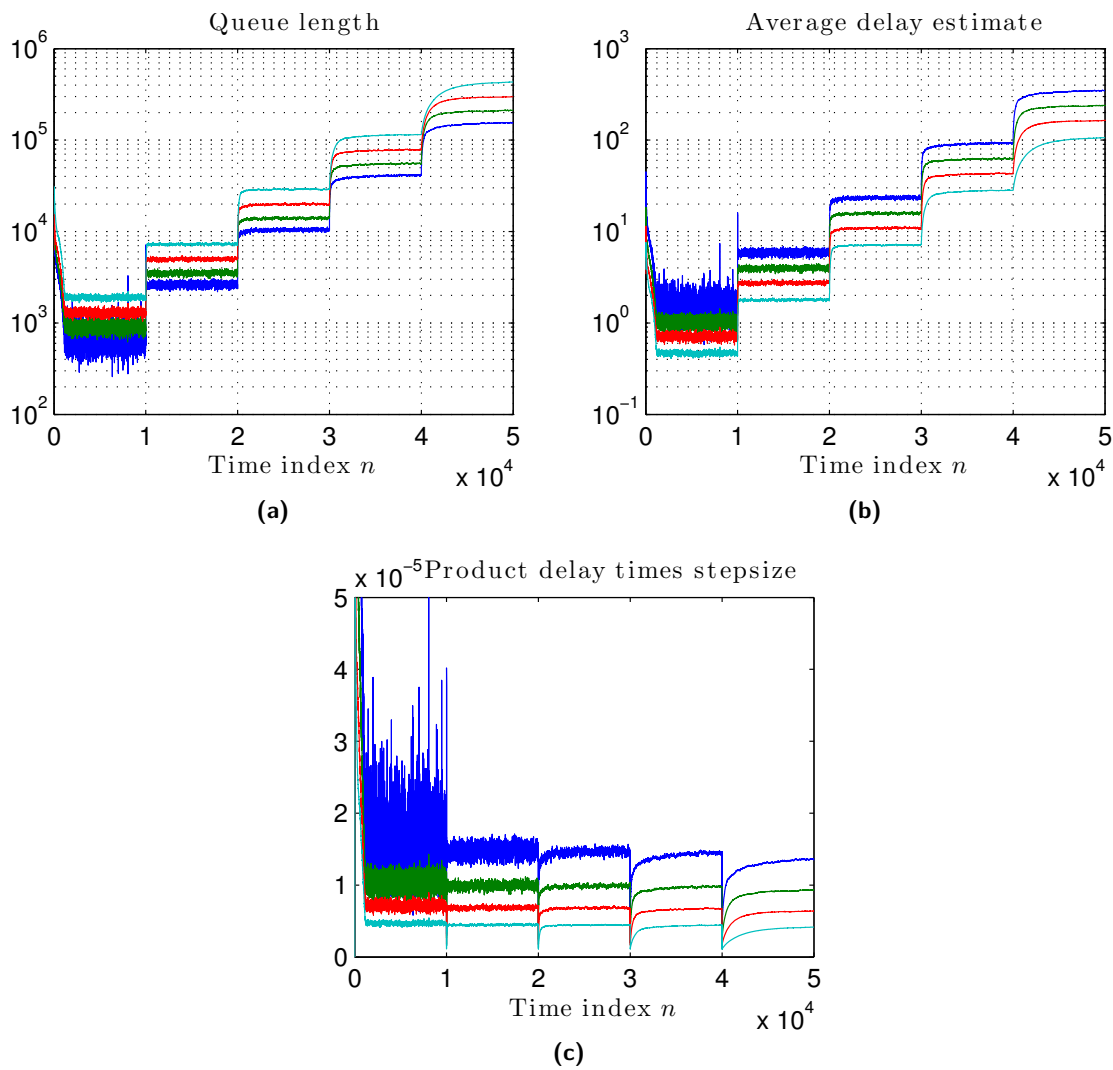 Queue length
10^6
10^5
10^4
10^3
10^2
0 1 2 3 4 5
Time index n
x 10^4
(a)
Average delay estimate
10^3
10^2
10^1
10^0
10^−1
0 1 2 3 4 5
Time index n
x 10^4
(b)
x 10^−5 Product delay times stepsize
5
4
3
2
1
0
0 1 2 3 4 5
Time index n
x 10^4
(c)